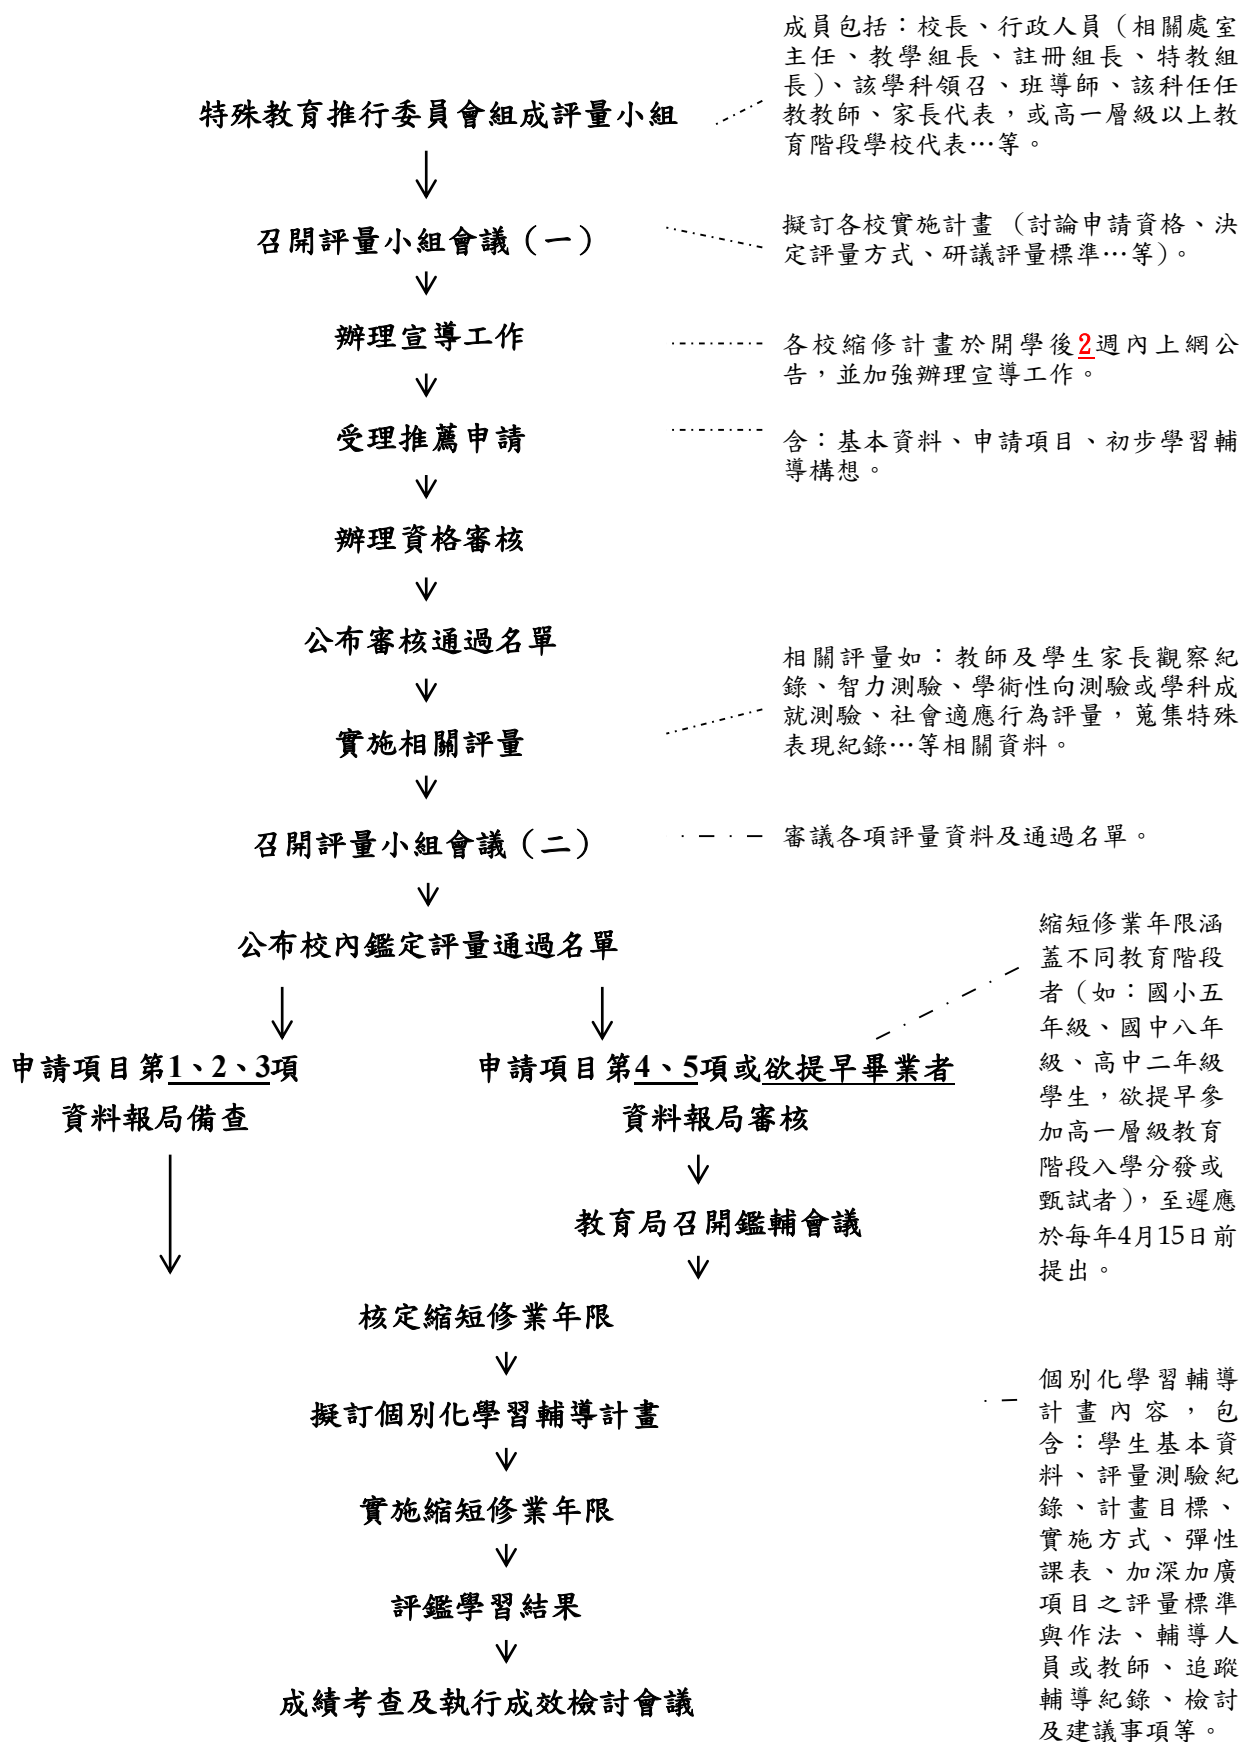 成員包括：校長、行政人員（相關處室
主任、教學組長、註冊組長、特教組
長）、該學科領召、班導師、該科任任
教教師、家長代表，或高一層級以上教
育階段學校代表…等。
特殊教育推行委員會組成評量小組
召開評量小組會議（一）
擬訂各校實施計畫 （討論申請資格、決
定評量方式、研議評量標準…等）。
辦理宣導工作
各校縮修計畫於開學後2週內上網公
告，並加強辦理宣導工作。
受理推薦申請
含：基本資料、申請項目、初步學習輔
導構想。
辦理資格審核
公布審核通過名單
相關評量如：教師及學生家長觀察紀
錄、智力測驗、學術性向測驗或學科成
就測驗、社會適應行為評量，蒐集特殊
表現紀錄…等相關資料。
實施相關評量
召開評量小組會議（二）
審議各項評量資料及通過名單。
公布校內鑑定評量通過名單
縮短修業年限涵
蓋不同教育階段
者（如：國小五
年級、國中八年
級、高中二年級
學生，欲提早參
加高一層級教育
階段入學分發或
甄試者），至遲應
於每年4月15日前
提出。
申請項目第1、2、3項
資料報局備查
申請項目第4、5項或欲提早畢業者
資料報局審核
教育局召開鑑輔會議
核定縮短修業年限
擬訂個別化學習輔導計畫
個別化學習輔導
計畫內容，包
含：學生基本資
料、評量測驗紀
錄、計畫目標、
實施方式、彈性
課表、加深加廣
項目之評量標準
與作法、輔導人
員或教師、追蹤
輔導紀錄、檢討
及建議事項等。
實施縮短修業年限
評鑑學習結果
成績考查及執行成效檢討會議